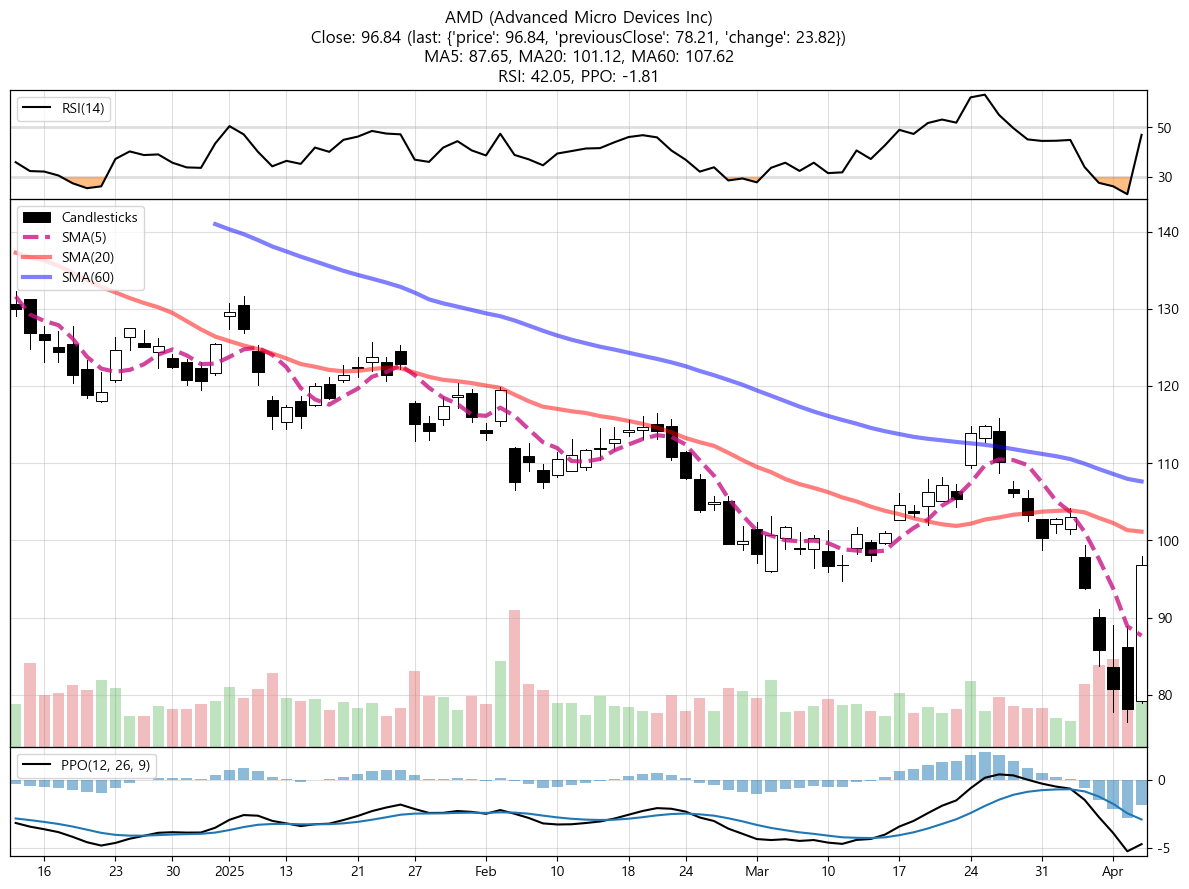 AMD (Advanced Micro Devices Inc)
Close: 96.84 (last: {'price': 96.84, 'previousClose': 78.21, 'change': 23.82})
MA5: 87.65, MA20: 101.12, MA60: 107.62
RSI: 42.05, PPO: -1.81
RSI(14)
50
30
Candlesticks
SMA(5)
SMA(20)
SMA(60)
140
130
120
110
100
90
80
PPO(12, 26, 9)
0
-5
16 23 30 2025 13 21 27 Feb 10 18 24 Mar 10 17 24 31 Apr